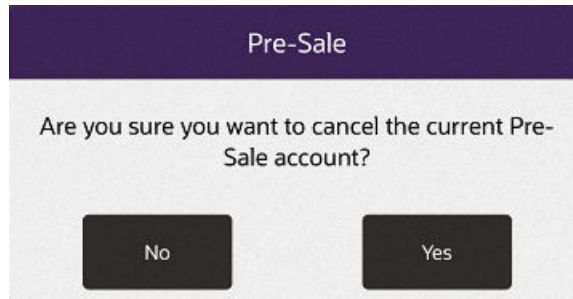 Pre-Sale
Are you sure you want to cancel the current Pre-
Sale account?
No
Yes